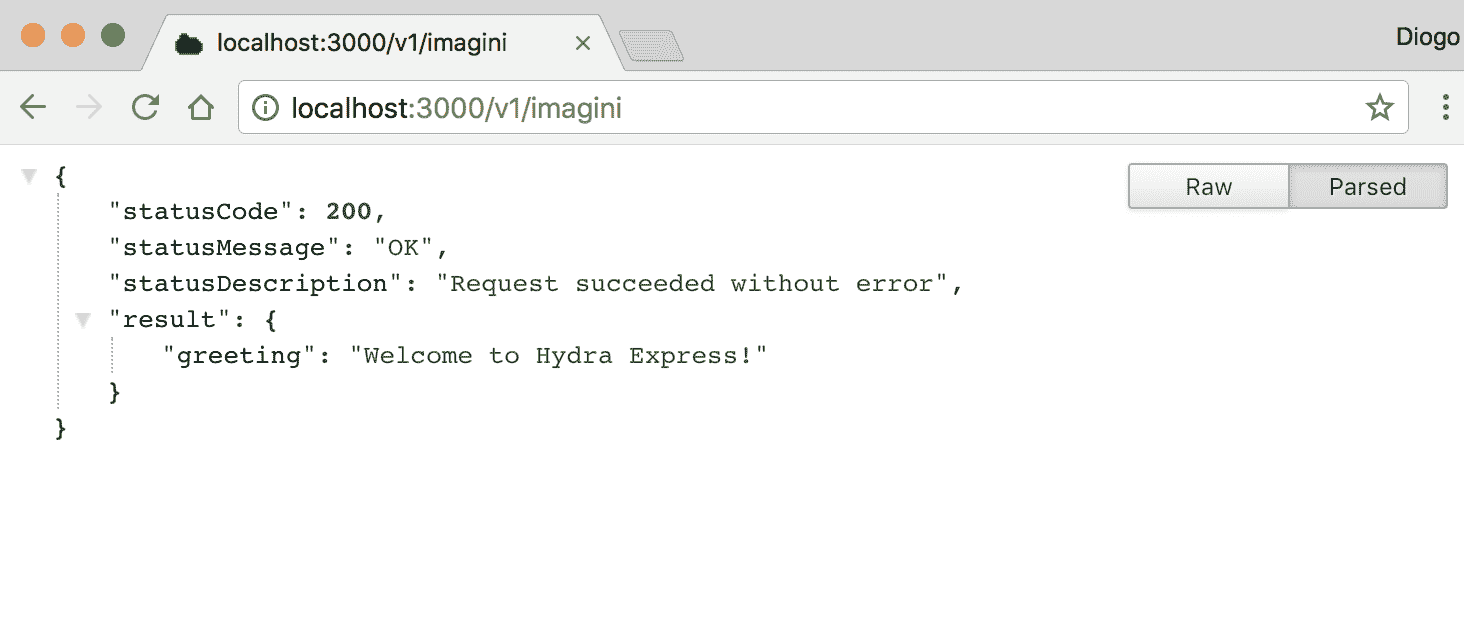 localhost:3000/v1/imagini
Diogo
localhost:3000/v1/imagini
Raw
Parsed
{
"statusCode": 200,
"statusMessage": "OK",
"statusDescription": "Request succeeded without error",
"result": {
"greeting": "Welcome to Hydra Express!"
}
}